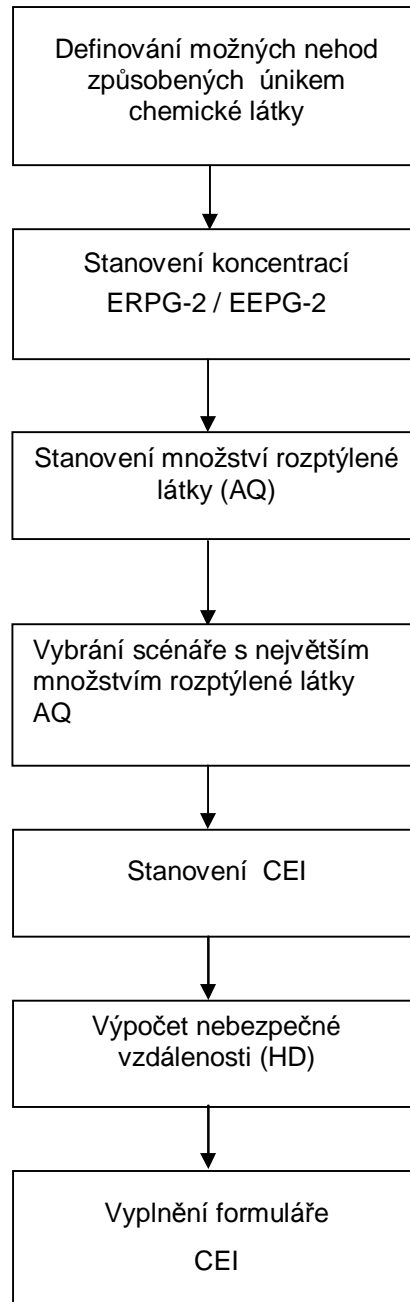 Definování možných nehod
způsobených únikem
chemické látky
Stanovení koncentrací
ERPG-2 / EEPG-2
Stanovení množství rozptýlené
látky (AQ)
Vybrání scénáře s největším
množstvím rozptýlené látky
AQ
Stanovení CEI
Výpočet nebezpečné
vzdálenosti (HD)
Vyplnění formuláře
CEI